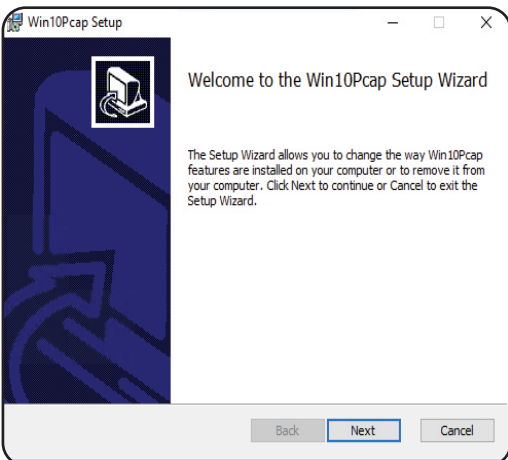 Win10Pcap Setup
Welcome to the Win10Pcap Setup Wizard
The Setup Wizard allows you to change the way Win10Pcap
features are installed on your computer or to remove it from
your computer. Click Next to continue or Cancel to exit the
Setup Wizard.
Back Next Cancel